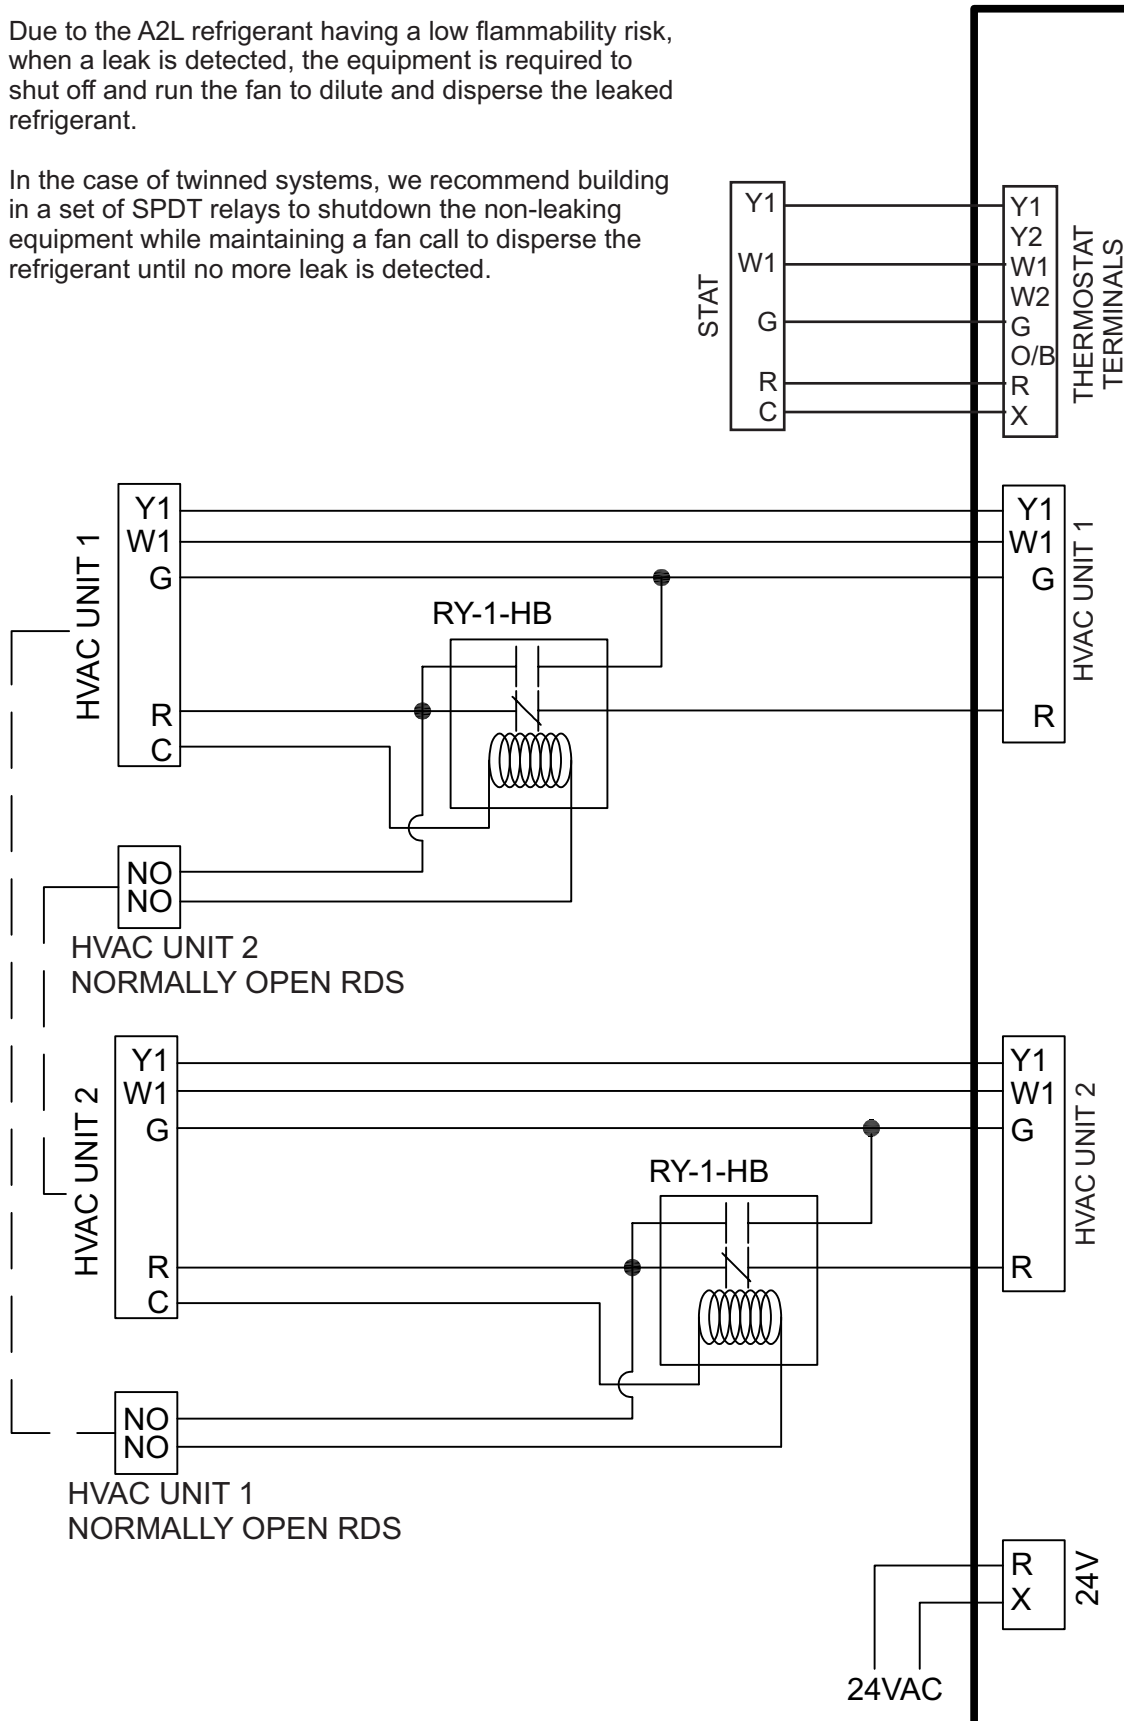 Due to the A2L refrigerant having a low flammability risk,
when a leak is detected, the equipment is required to
shut off and run the fan to dilute and disperse the leaked
refrigerant.
In the case of twinned systems, we recommend building
in a set of SPDT relays to shutdown the non-leaking
equipment while maintaining a fan call to disperse the
refrigerant until no more leak is detected.
STAT
Y1
W1
G
R
C
Y1
Y2
W1
W2
G
O/B
R
X
THERMOSTAT
TERMINALS
HVAC UNIT 1
Y1
W1
G
R
C
RY-1-HB
Y1
W1
G
R
HVAC UNIT 1
NO
NO
HVAC UNIT 2
NORMALLY OPEN RDS
HVAC UNIT 2
Y1
W1
G
R
C
RY-1-HB
Y1
W1
G
R
HVAC UNIT 2
NO
NO
HVAC UNIT 1
NORMALLY OPEN RDS
R
X
24V
24VAC